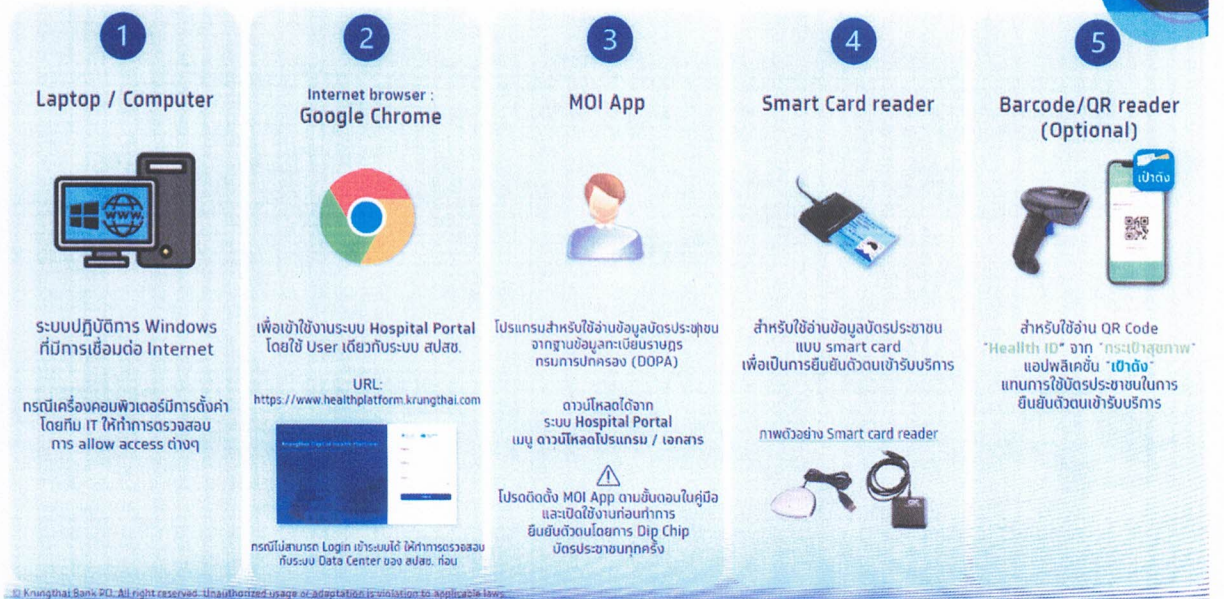 1
Laptop / Computer
www.
ระบบปฏิบัติการ Windows
ที่มีการเชื่อมต่อ Internet
กรณีเครื่องคอมพิวเตอร์มีการตั้งค่า
โดยทีม IT ให้ทำการตรวจสอบ
การ allow access ต่างๆ
2
Internet browser :
Google Chrome
เพื่อเข้าใช้งานระบบ Hospital Portal
โดยใช้ User เดียวกับระบบ สปสช.
URL:
https://www.healthplatform.krungthai.com
กรณีไม่สามารถ Login เข้าระบบได้ ให้ทำการตรวจสอบ
กับระบบ Data Center ของ สปสช. ก่อน
3
MOI App
โปรแกรมสำหรับใช้อ่านข้อมูลบัตรประชาชน
จากฐานข้อมูลทะเบียนราษฎร
กรมการปกครอง (DOPA)
ดาวน์โหลดได้จาก
ระบบ Hospital Portal
เมนู ดาวน์โหลดโปรแกรม / เอกสาร
โปรดติดตั้ง MOI App ตามขั้นตอนในคู่มือ
และเปิดใช้งานก่อนทำการ
ยืนยันตัวตนโดยการ Dip Chip
บัตรประชาชนทุกครั้ง
4
Smart Card reader
สำหรับใช้อ่านข้อมูลบัตรประชาชน
แบบ smart card
เพื่อเป็นการยืนยันตัวตนเข้ารับบริการ
ภาพตัวอย่าง Smart card reader
5
Barcode/QR reader
(Optional)
เป๋าตัง
สำหรับใช้อ่าน QR Code
"Heallth ID" จาก "กระเป๋าสุขภาพ"
แอปพลิเคชั่น "เป๋าตัง"
แทนการใช้บัตรประชาชนในการ
ยืนยันตัวตนเข้ารับบริการ
© Krungthai Bank PCL. All right reserved. Unauthorized usage or adaptation is violation to applicable laws.